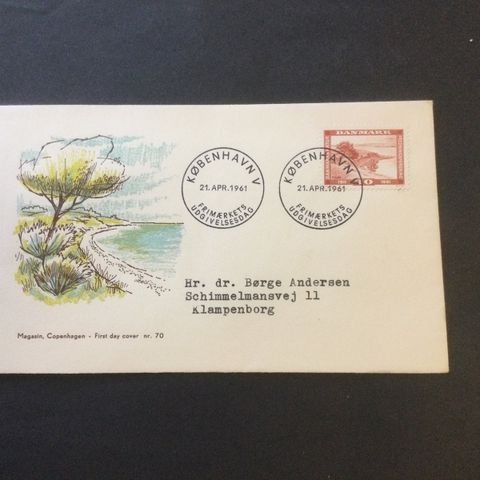 KØBENHAVN V
21. APR. 1961
FRIMÆRKETS
UDGIVELSESDAG
KØBENHAVN V
21. APR. 1961
FRIMÆRKETS
UDGIVELSESDAG
DANMARK
Hr. dr. Børge Andersen
Schimmelmansvej 11
Klampenborg
Magasin, Copenhagen - First day cover nr. 70